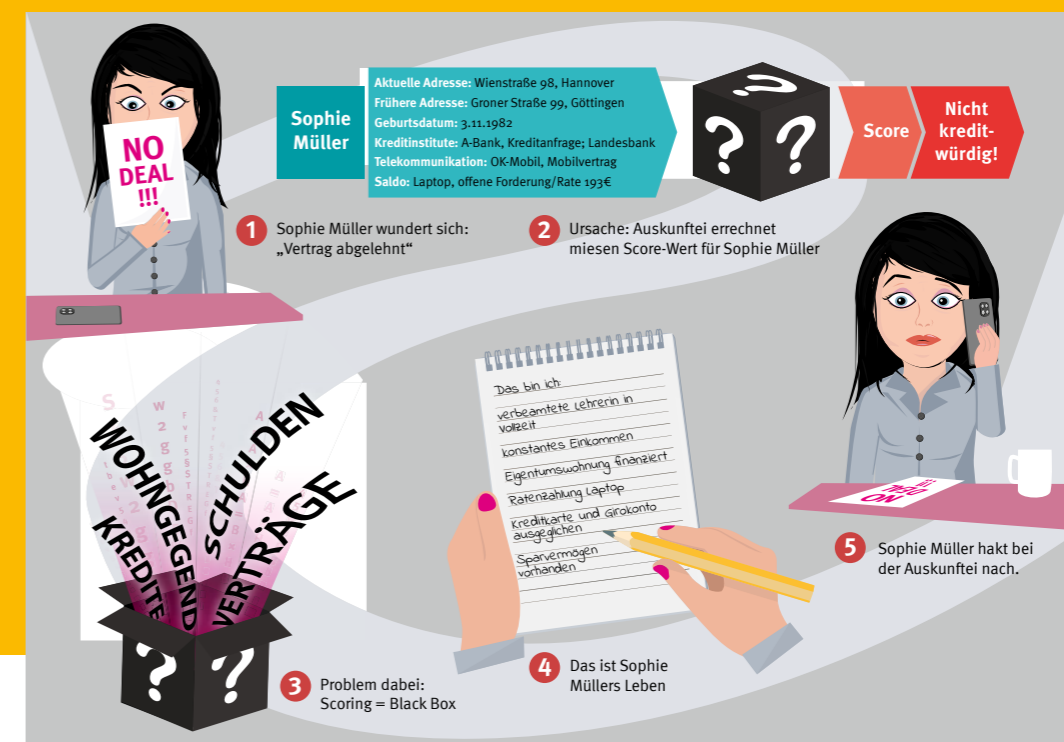 NO
DEAL
!!!
Sophie
Müller
Aktuelle Adresse: Wienstraße 98, Hannover
Frühere Adresse: Groner Straße 99, Göttingen
Geburtsdatum: 3.11.1982
Kreditinstitute: A-Bank, Kreditanfrage; Landesbank
Telekommunikation: OK-Mobil, Mobilvertrag
Saldo: Laptop, offene Forderung/Rate 193€
? ? ?
Score
Nicht
kredit-
würdig!
1 Sophie Müller wundert sich:
„Vertrag abgelehnt“
2 Ursache: Auskunftei errechnet
miesen Score-Wert für Sophie Müller
KREDITE
WOHNGEGEND
SCHULDEN
VERTRÄGE
? ?
3 Problem dabei:
Scoring = Black Box
Das bin ich:
verbeamtete Lehrerin in
Vollzeit
konstantes Einkommen
Eigentumswohnung finanziert
Ratenzahlung Laptop
Kreditkarte und Girokonto
ausgeglichen
Sparvermögen
vorhanden
4 Das ist Sophie
Müllers Leben
NO
DEAL
!!!
5 Sophie Müller hakt bei
der Auskunftei nach.